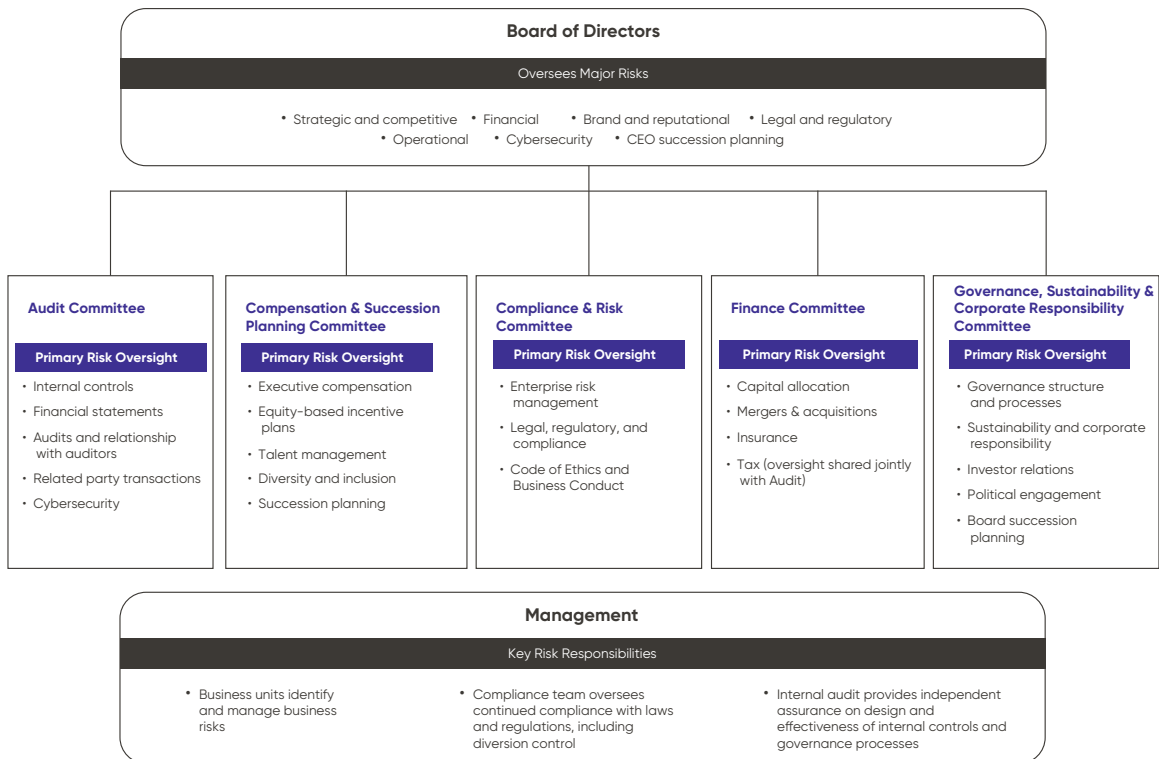 Board of Directors
Oversees Major Risks
• Strategic and competitive • Financial • Brand and reputational • Legal and regulatory
• Operational • Cybersecurity • CEO succession planning
Audit Committee
Primary Risk Oversight
• Internal controls
• Financial statements
• Audits and relationship
with auditors
• Related party transactions
• Cybersecurity
Compensation & Succession
Planning Committee
Primary Risk Oversight
• Executive compensation
• Equity-based incentive
plans
• Talent management
• Diversity and inclusion
• Succession planning
Compliance & Risk
Committee
Primary Risk Oversight
• Enterprise risk
management
• Legal, regulatory, and
compliance
• Code of Ethics and
Business Conduct
Finance Committee
Primary Risk Oversight
• Capital allocation
• Mergers & acquisitions
• Insurance
• Tax (oversight shared jointly
with Audit)
Governance, Sustainability &
Corporate Responsibility
Committee
Primary Risk Oversight
• Governance structure
and processes
• Sustainability and corporate
responsibility
• Investor relations
• Political engagement
• Board succession
planning
Management
Key Risk Responsibilities
• Business units identify
and manage business
risks
• Compliance team oversees
continued compliance with laws
and regulations, including
diversion control
• Internal audit provides independent
assurance on design and
effectiveness of internal controls and
governance processes